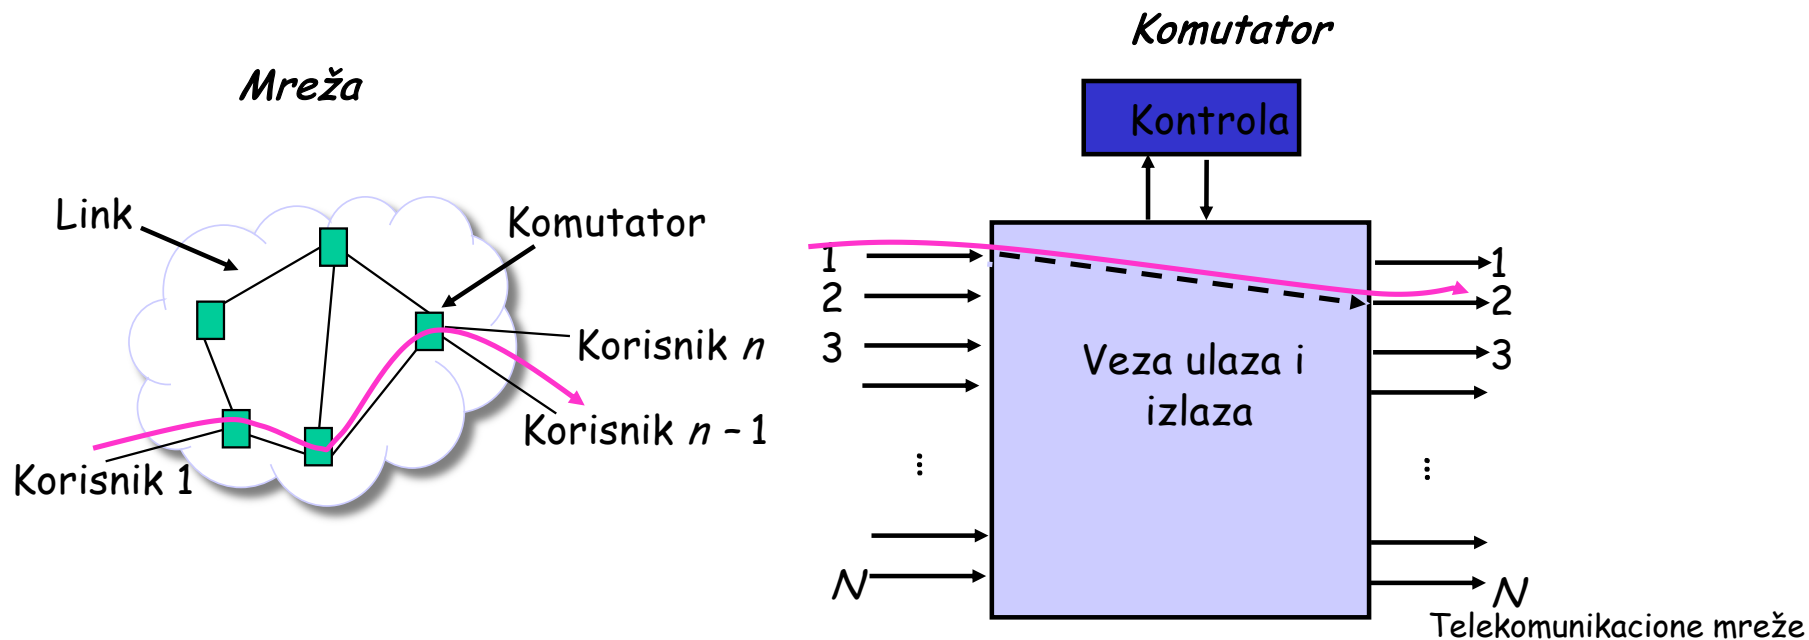 Mreža
Link
Komutator
Korisnik n
Korisnik n – 1
Korisnik 1
Komutator
Kontrola
1
2
3
N
Veza ulaza i
izlaza
1
2
3
N
Telekomunikacione mreže